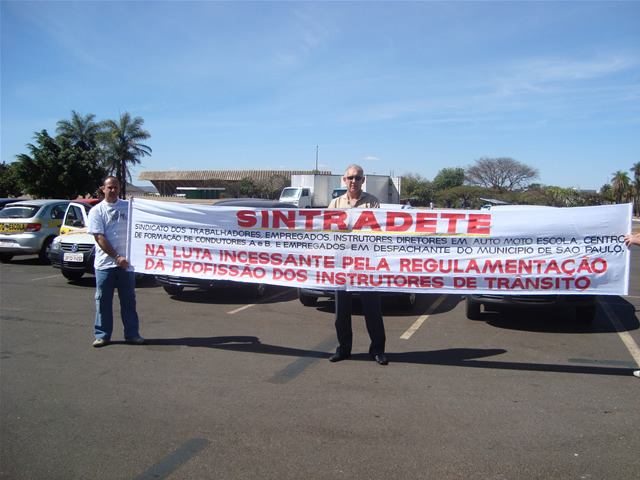 SINTRADETE
SINDICATO DOS TRABALHADORES, EMPREGADOS, INSTRUTORES, DIRETORES EM AUTO MOTO ESCOLA, CENTRO
DE FORMAÇÃO DE CONDUTORES A e B E EMPREGADOS EM DESPACHANTE DO MUNICIPIO DE SÃO PAULO.
NA LUTA INCESSANTE PELA REGULAMENTAÇÃO
DA PROFISSÃO DOS INSTRUTORES DE TRÂNSITO